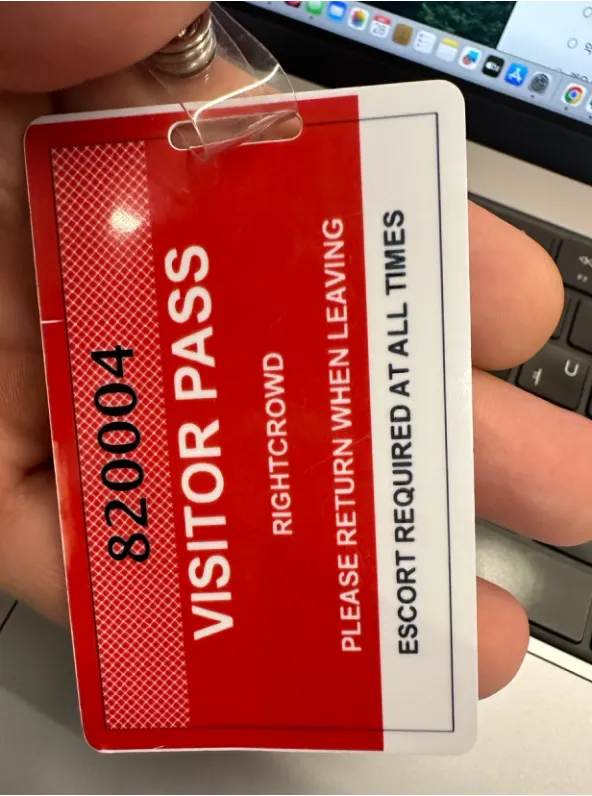 820004
VISITOR PASS
RIGHTCROWD
PLEASE RETURN WHEN LEAVING
ESCORT REQUIRED AT ALL TIMES